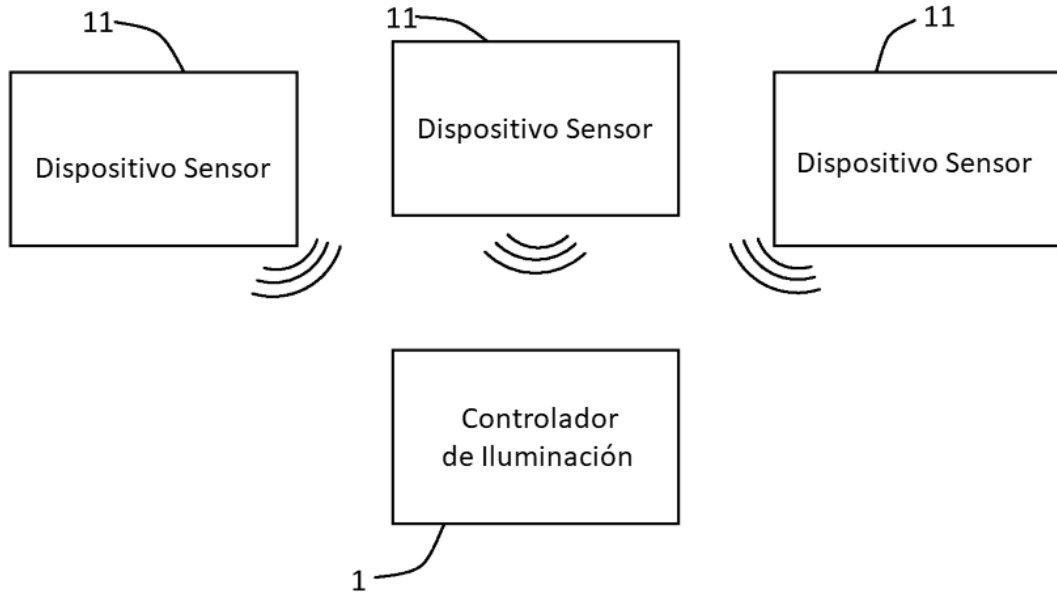 11
11
11
Dispositivo Sensor
Dispositivo Sensor
Dispositivo Sensor
Controlador
de Iluminación
1